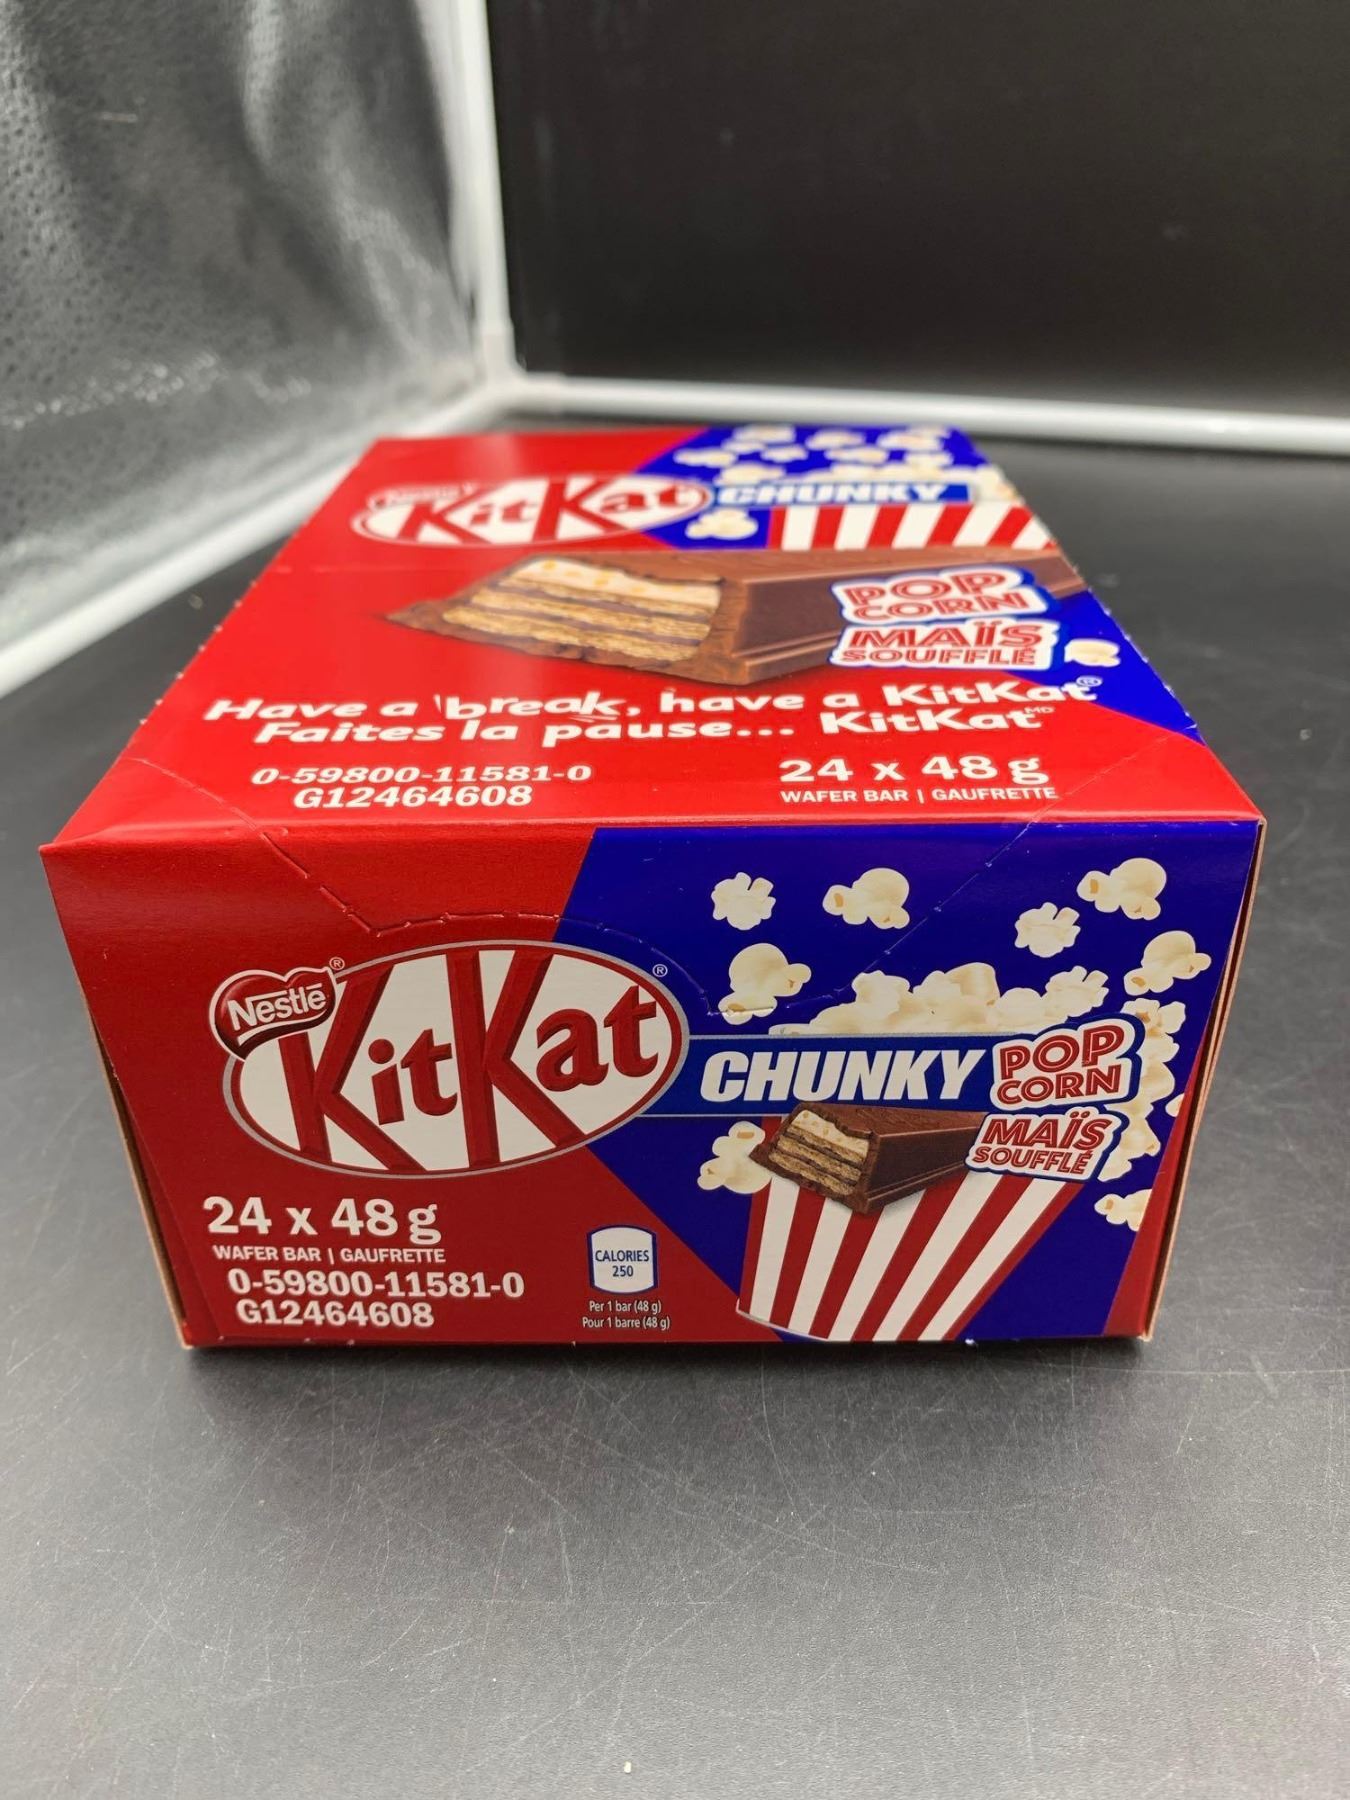 Nestlé
KitKat CHUNKY
POP
CORN
MAÏS
SOUFFLÉ
Have a break, have a KitKat®
Faites la pause... KitKat MD
0-59800-11581-0
G12464608
24 x 48 g
WAFER BAR | GAUFRETTE
Nestlé®
KitKat® CHUNKY
POP
CORN
MAÏS
SOUFFLÉ
24 x 48 g
WAFER BAR | GAUFRETTE
0-59800-11581-0
G12464608
CALORIES
250
Per 1 bar (48 g)
Pour 1 barre (48 g)